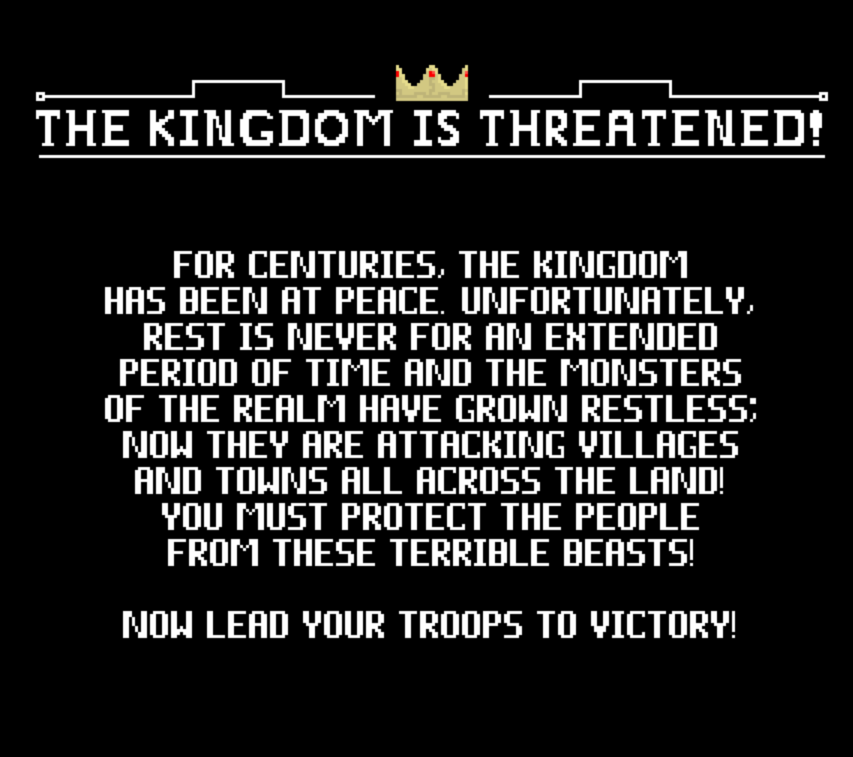 THE KINGDOM IS THREATENED!
FOR CENTURIES, THE KINGDOM
HAS BEEN AT PEACE. UNFORTUNATELY,
REST IS NEVER FOR AN EXTENDED
PERIOD OF TIME AND THE MONSTERS
OF THE REALM HAVE GROWN RESTLESS;
NOW THEY ARE ATTACKING VILLAGES
AND TOWNS ALL ACROSS THE LAND!
YOU MUST PROTECT THE PEOPLE
FROM THESE TERRIBLE BEASTS!
NOW LEAD YOUR TROOPS TO VICTORY!